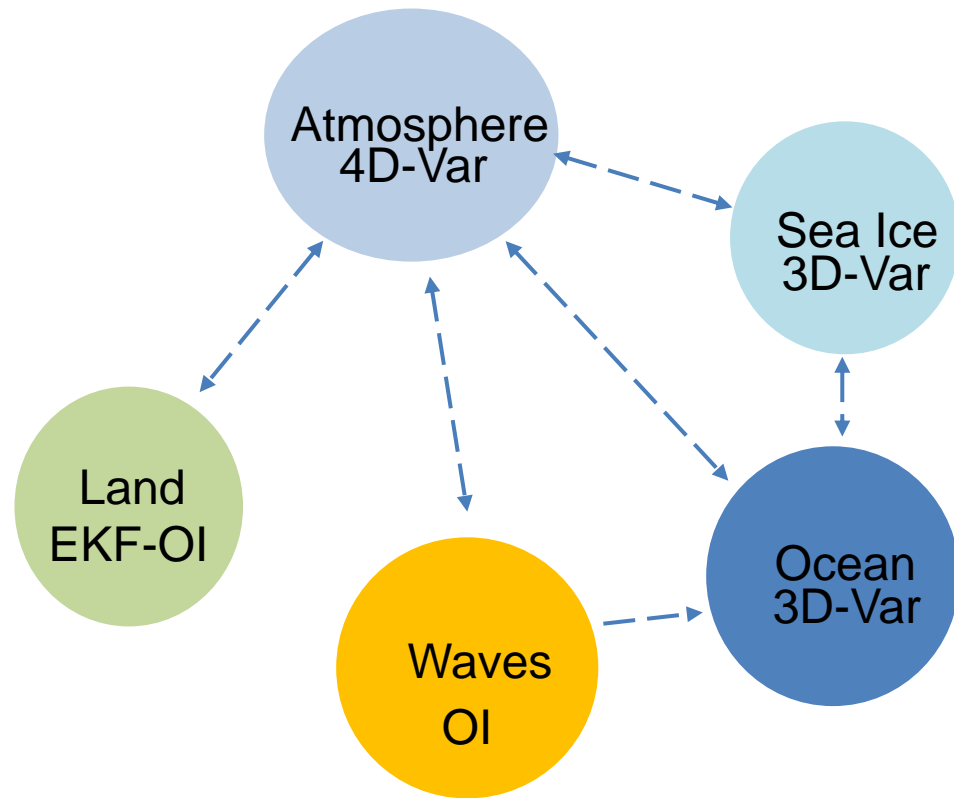 Atmosphere
4D-Var
Sea Ice
3D-Var
Land
EKF-OI
Ocean
3D-Var
Waves
OI